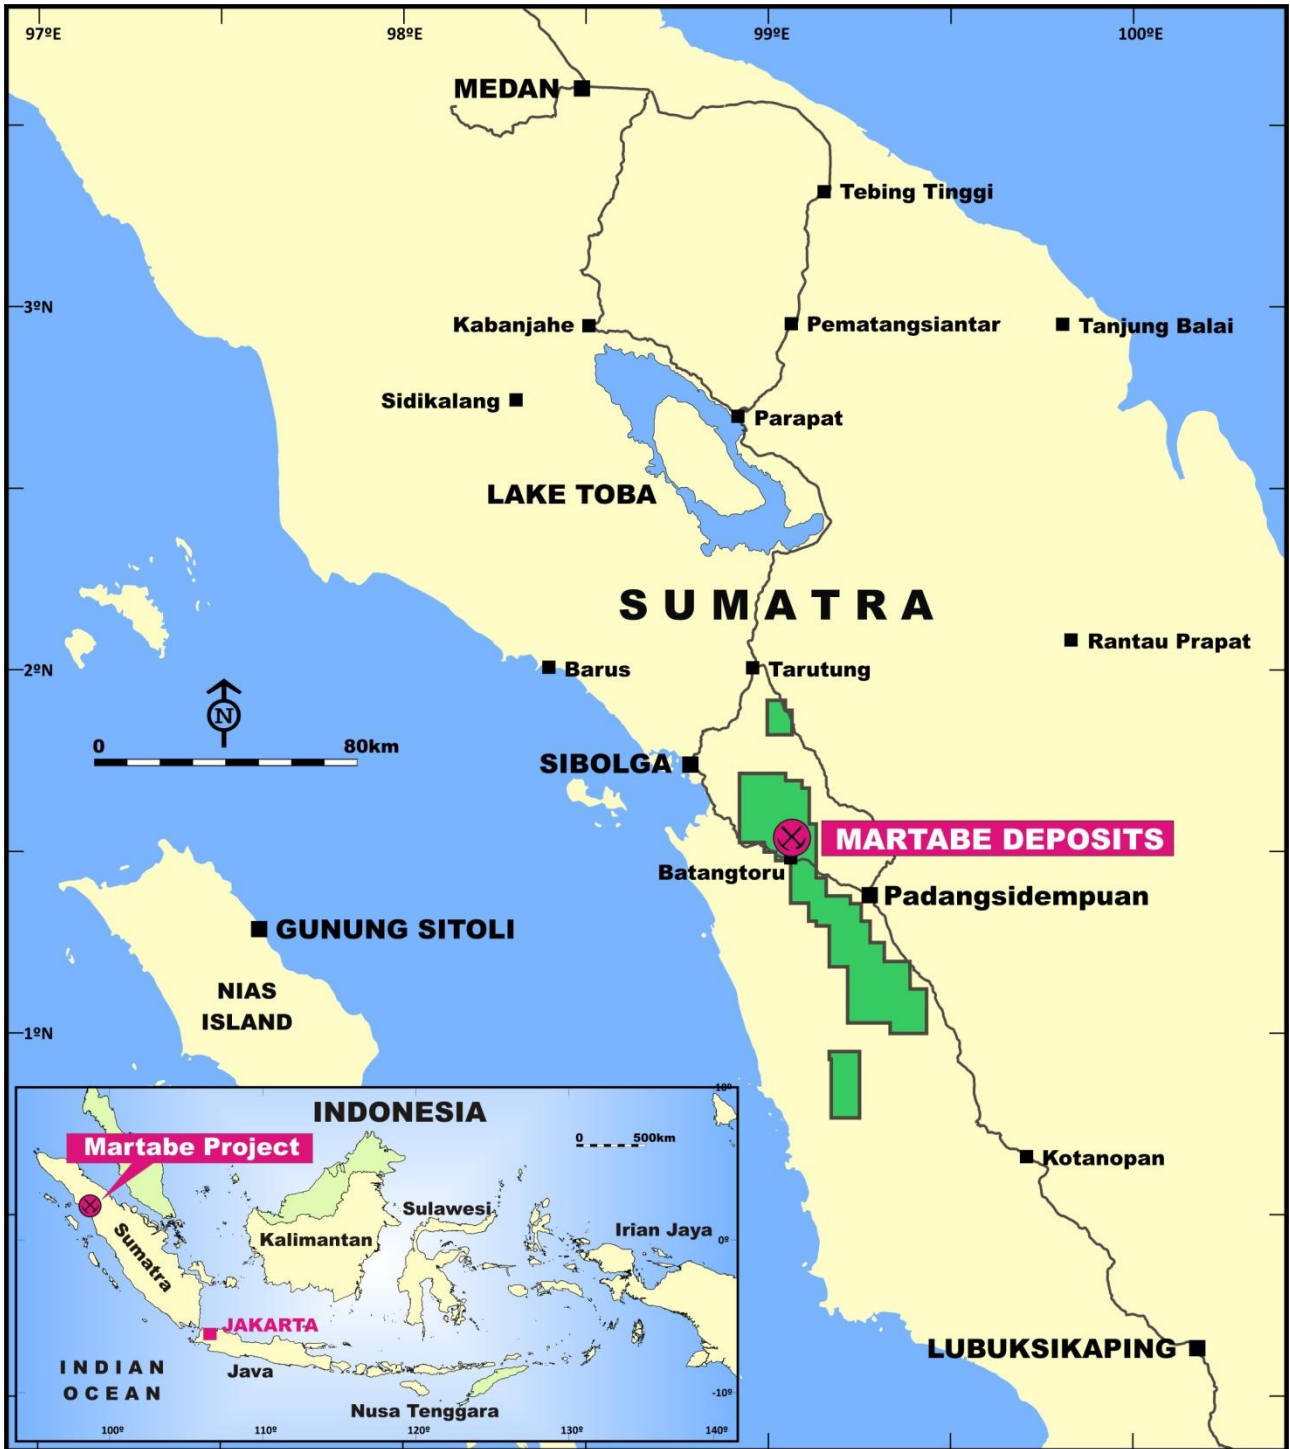 97ºE
98ºE
99ºE
100ºE
MEDAN
Tebing Tinggi
3ºN
Kabanjahe
Pematangsiantar
Tanjung Balai
Sidikalang
Parapat
LAKE TOBA
SUMATRA
Rantau Prapat
2ºN
Barus
Tarutung
N
0
80km
SIBOLGA
MARTABE DEPOSITS
Batangtoru
Padangsidempuan
GUNUNG SITOLI
NIAS
ISLAND
1ºN
Kotanopan
LUBUKSIKAPING
INDONESIA
10º
Martabe Project
0
500km
Sulawesi
Irian Jaya
Kalimantan
0º
Sumatra
JAKARTA
Java
INDIAN
OCEAN
-10º
Nusa Tenggara
100º
110º
120º
130º
140º